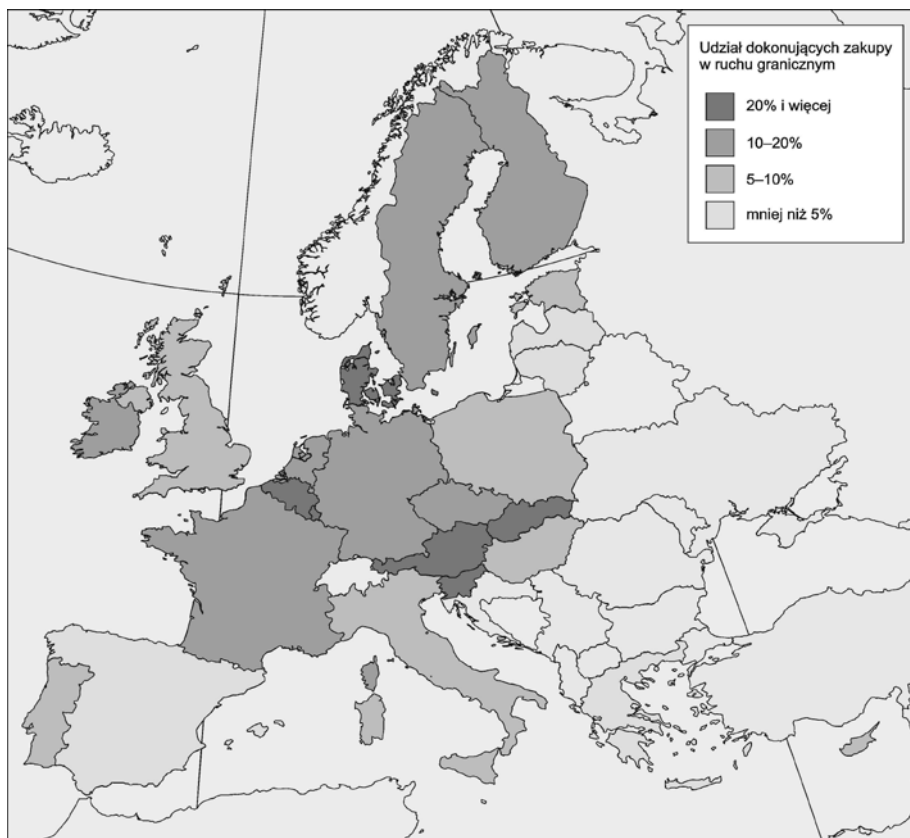 Udział dokonujących zakupy
w ruchu granicznym
20% i więcej
10–20%
5–10%
mniej niż 5%